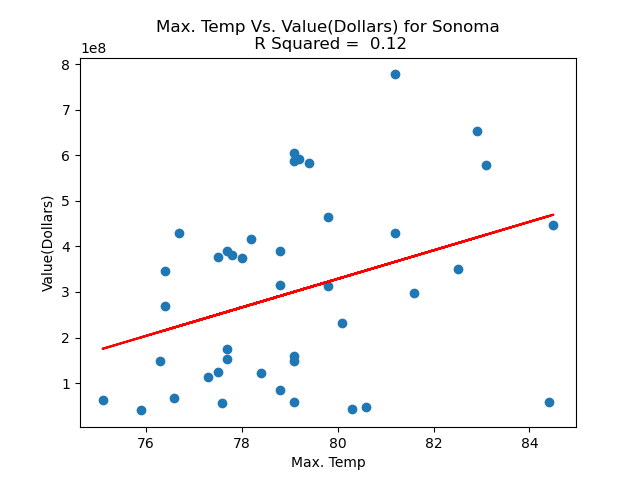 Max. Temp Vs. Value(Dollars) for Sonoma
R Squared =  0.12
1e8
8
7
6
5
4
3
2
1
Value(Dollars)
76 78 80 82 84
Max. Temp